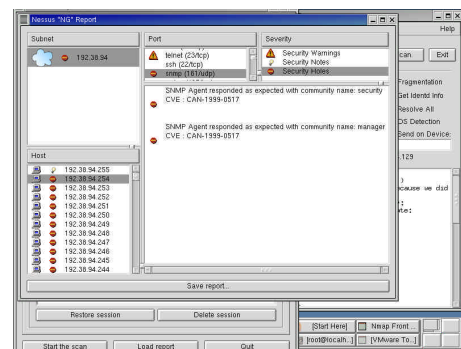 Nessus "NG" Report
Subnet
192.38.94
Port
telnet (23/tcp)
ssh (22/tcp)
snmp (161/udp)
Severity
Security Warnings
Security Notes
Security Holes
SNMP Agent responded as expected with community name: security
CVE : CAN-1999-0517
SNMP Agent responded as expected with community name: manager
CVE : CAN-1999-0517
Host
192.38.94.255
192.38.94.254
192.38.94.253
192.38.94.252
192.38.94.251
192.38.94.250
192.38.94.249
192.38.94.248
192.38.94.247
192.38.94.246
192.38.94.245
192.38.94.244
Save report...
Restore session
Delete session
Start the scan
Load report
Quit
Help
can
Exit
Fragmentation
Get Identd Info
Resolve All
OS Detection
Send on Device:
.129
)
cause we did
ote:
[Start Here]
Nmap Front ...
[root@localh...]
[VMware To...]